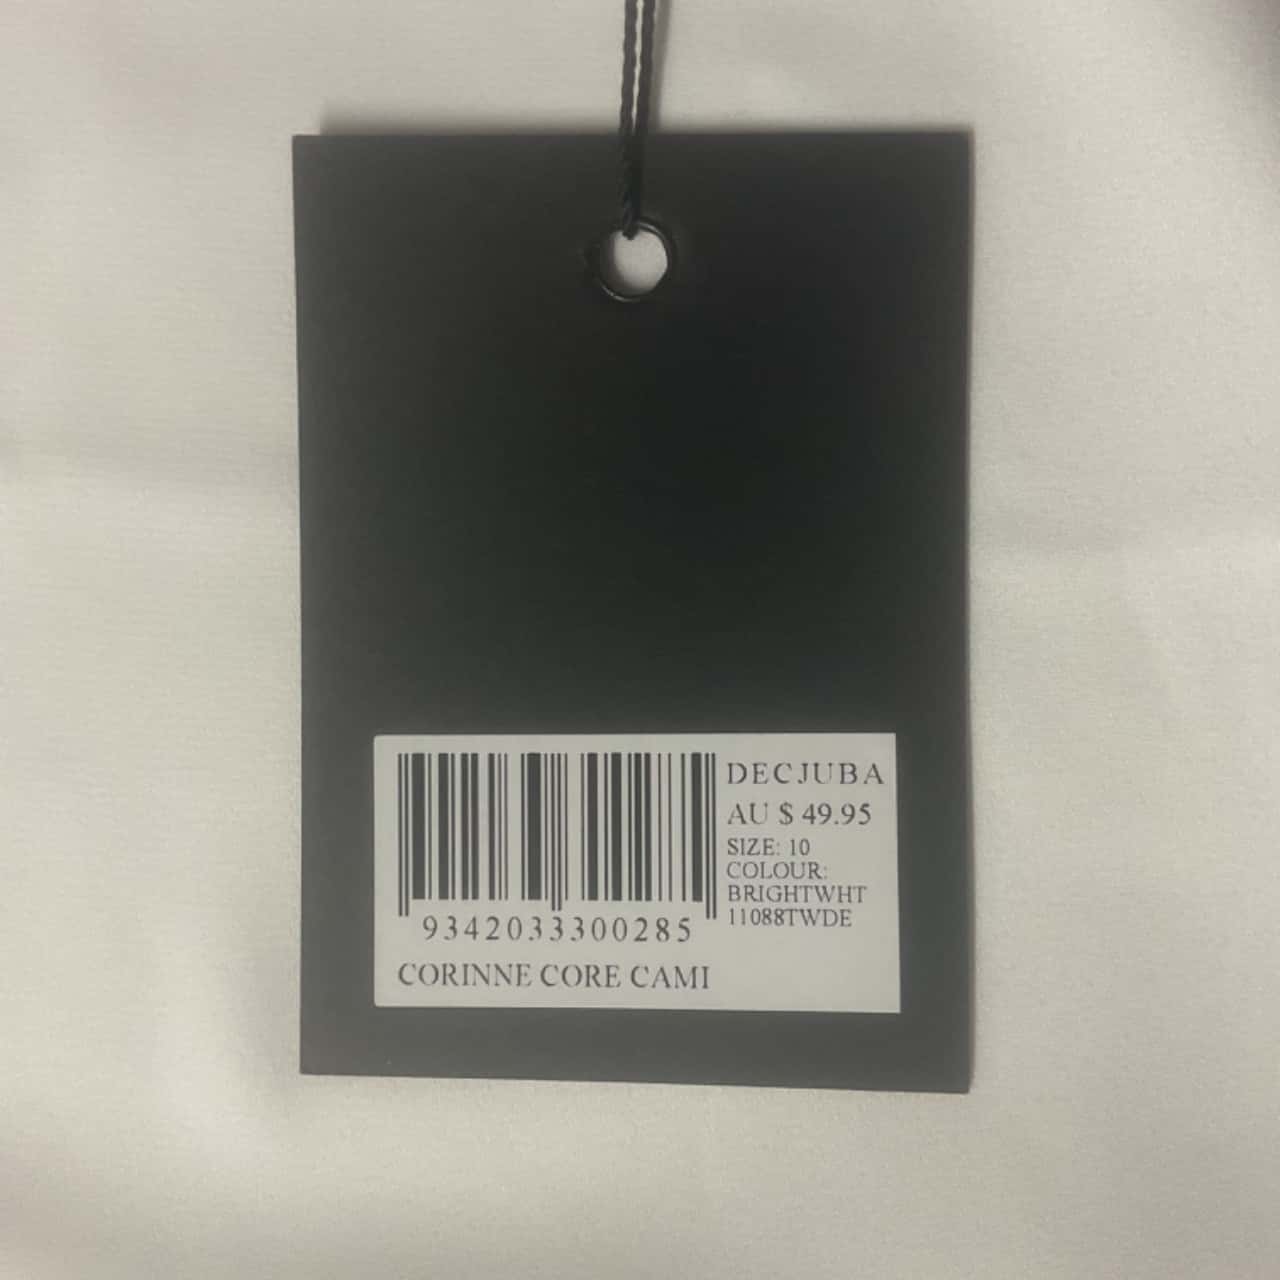 DECJUBA
AU $ 49.95
SIZE: 10
COLOUR:
BRIGHTWHT
11088TWDE
9342033300285
CORINNE CORE CAMI